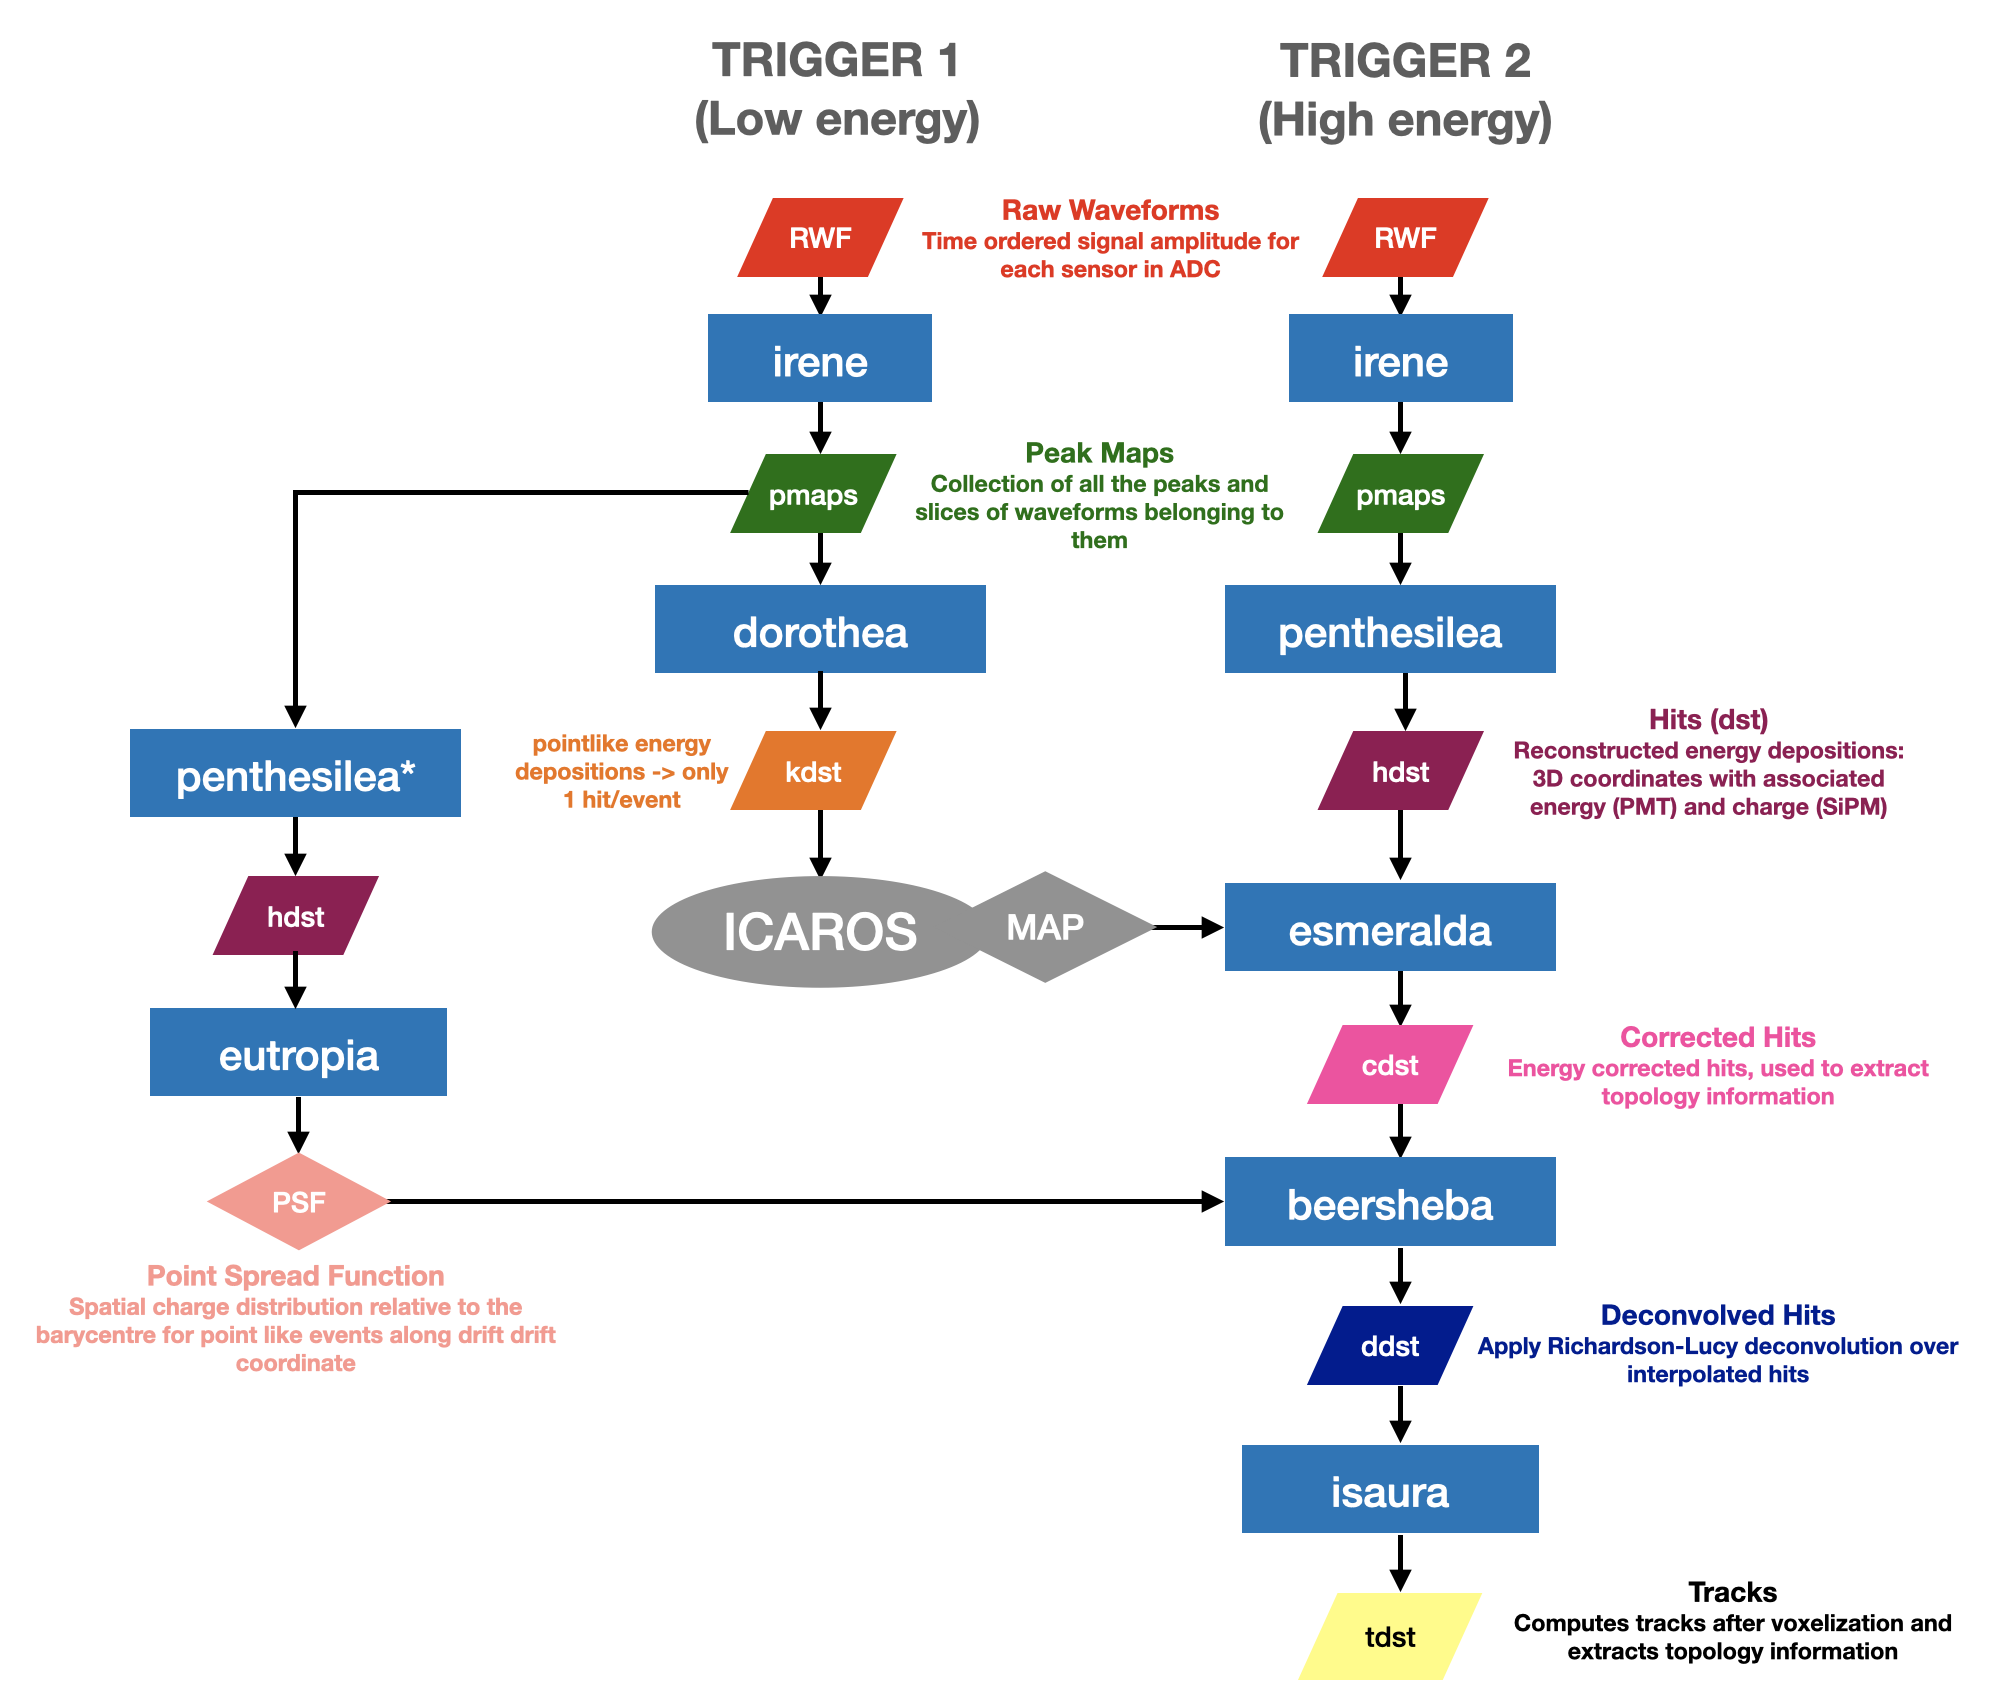 TRIGGER 1
(Low energy)
TRIGGER 2
(High energy)
RWF
Raw Waveforms
Time ordered signal amplitude for
each sensor in ADC
RWF
irene
irene
pmaps
Peak Maps
Collection of all the peaks and
slices of waveforms belonging to
them
pmaps
dorothea
penthesilea
penthesilea*
pointlike energy
depositions -> only
1 hit/event
kdst
hdst
Hits (dst)
Reconstructed energy depositions:
3D coordinates with associated
energy (PMT) and charge (SiPM)
hdst
ICAROS
MAP
esmeralda
eutropia
cdst
Corrected Hits
Energy corrected hits, used to extract
topology information
PSF
beersheba
Point Spread Function
Spatial charge distribution relative to the
barycentre for point like events along drift drift
coordinate
ddst
Deconvolved Hits
Apply Richardson-Lucy deconvolution over
interpolated hits
isaura
tdst
Tracks
Computes tracks after voxelization and
extracts topology information